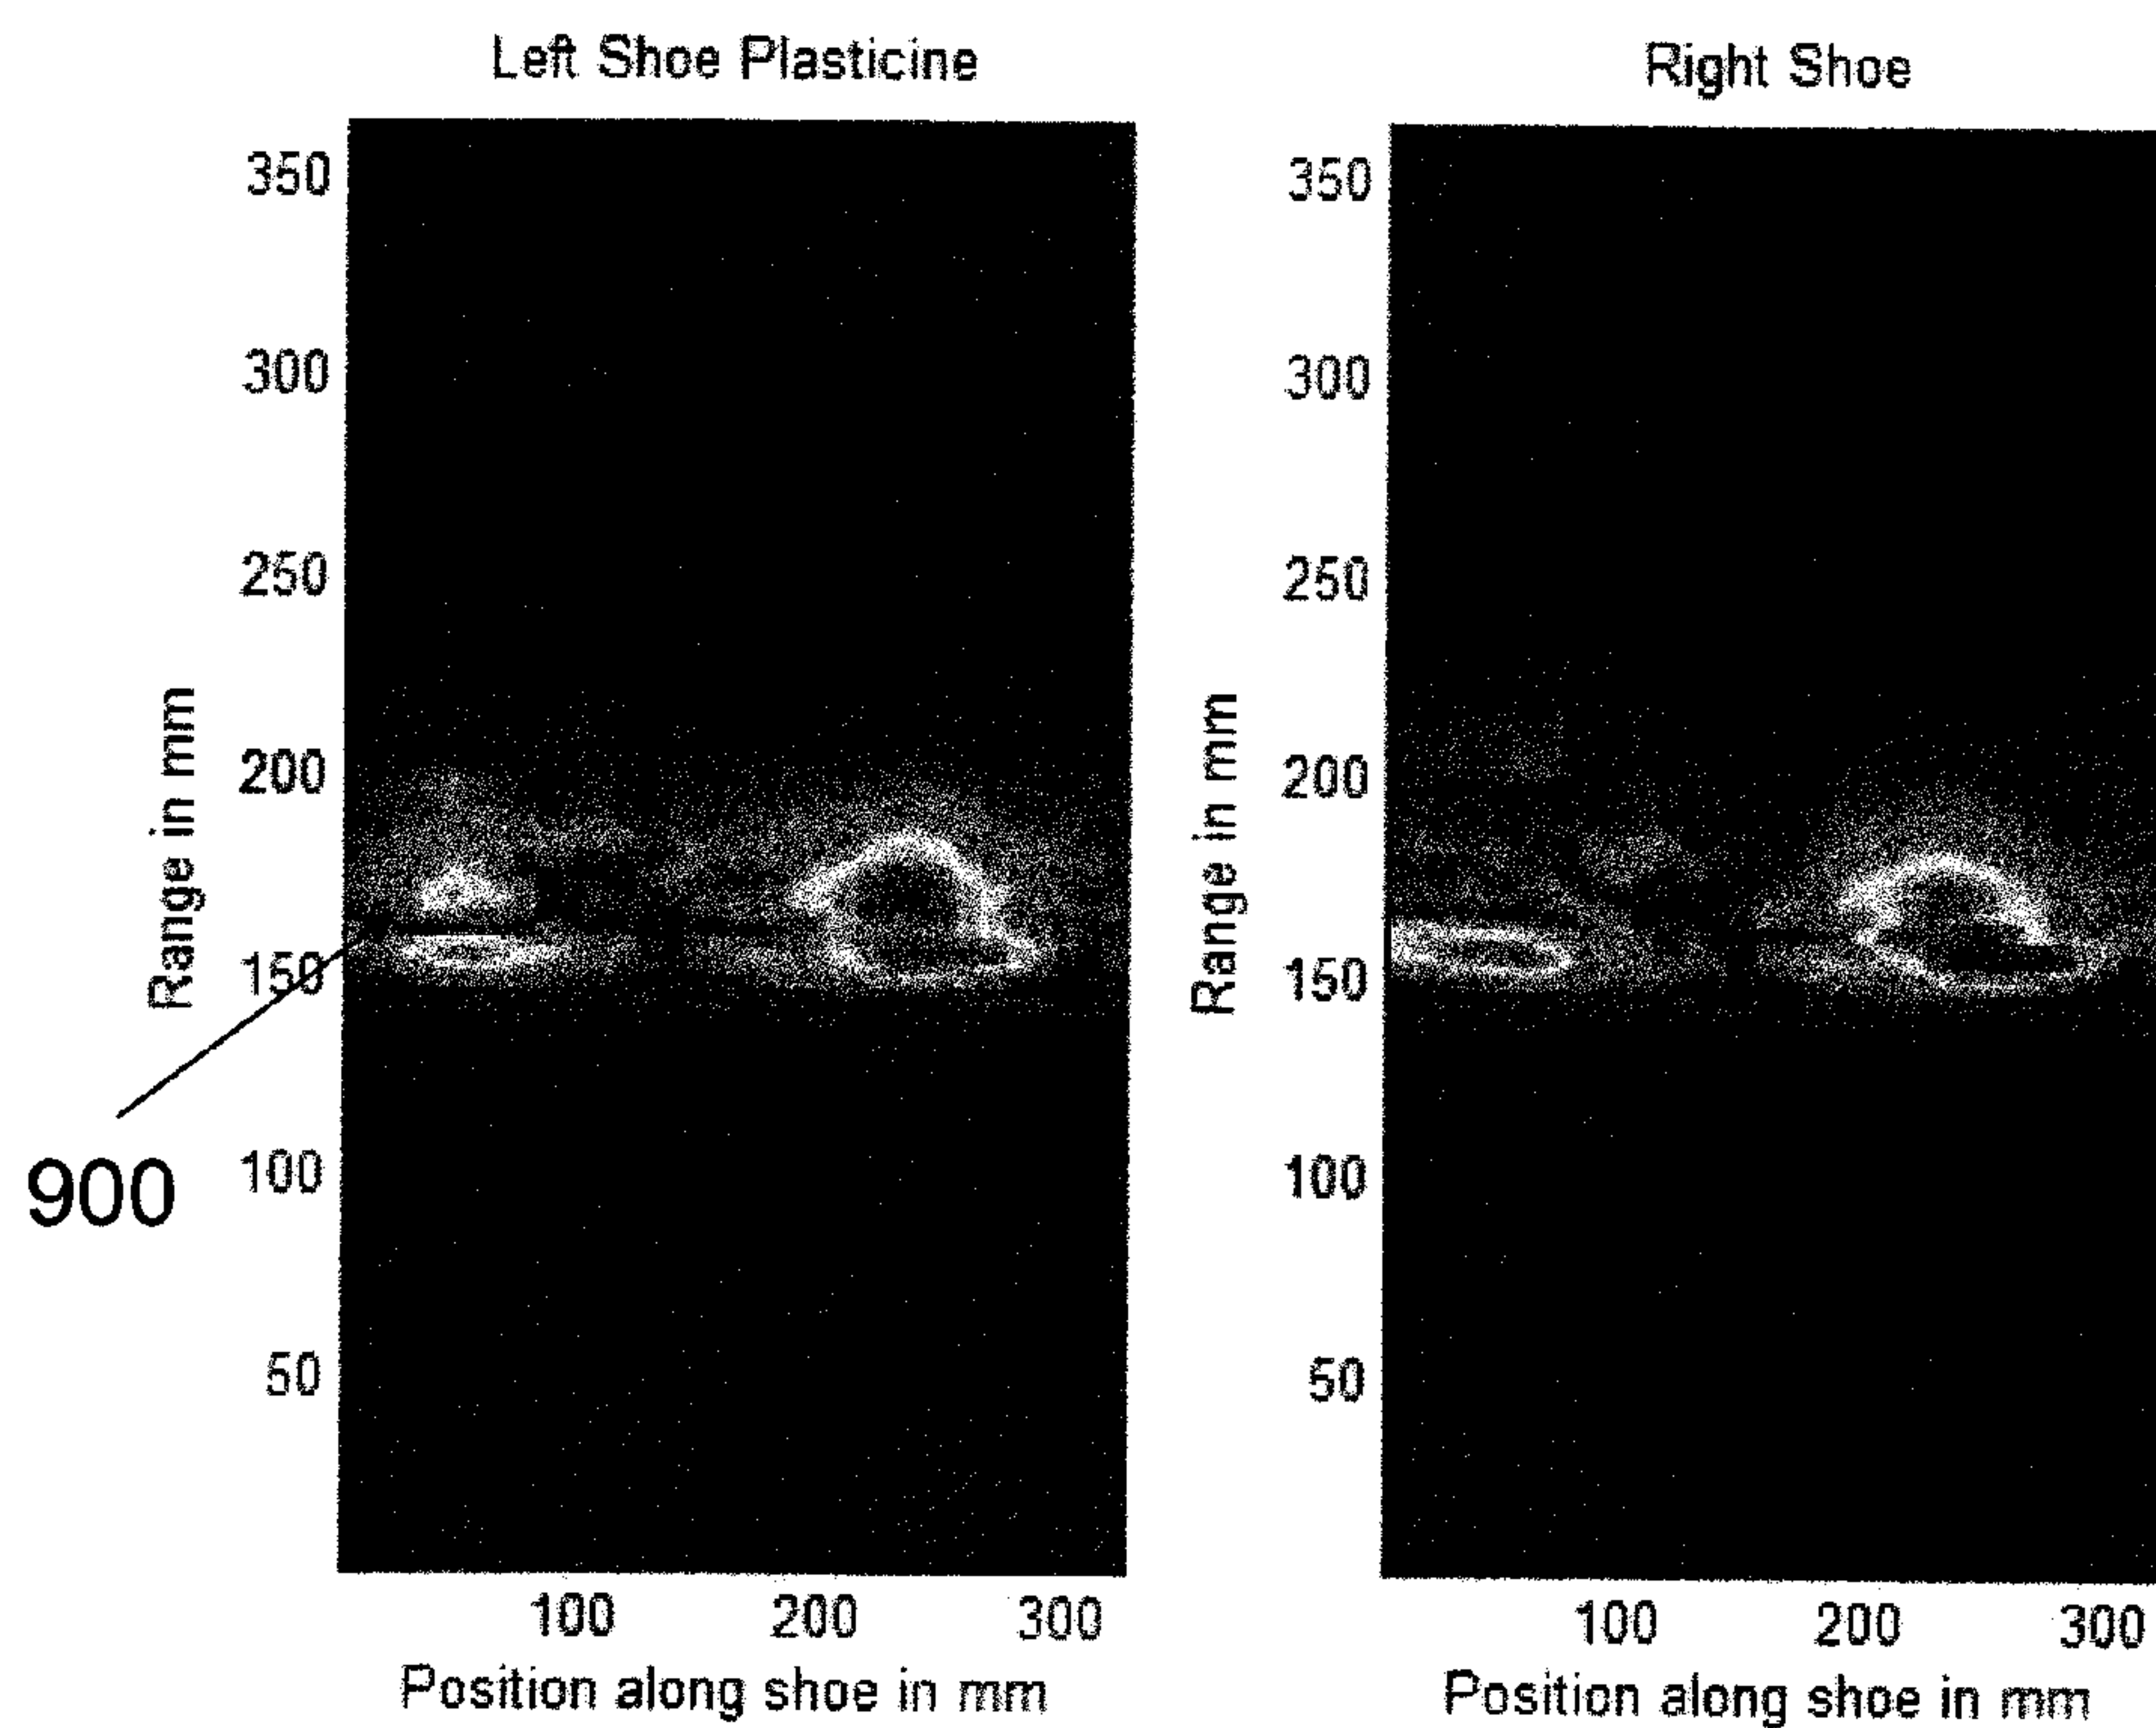 Left Shoe Plasticine
350
300
250
200
150
100
50
Range in mm
900
100 200 300
Position along shoe in mm
Right Shoe
350
300
250
200
150
100
50
Range in mm
100 200 300
Position along shoe in mm